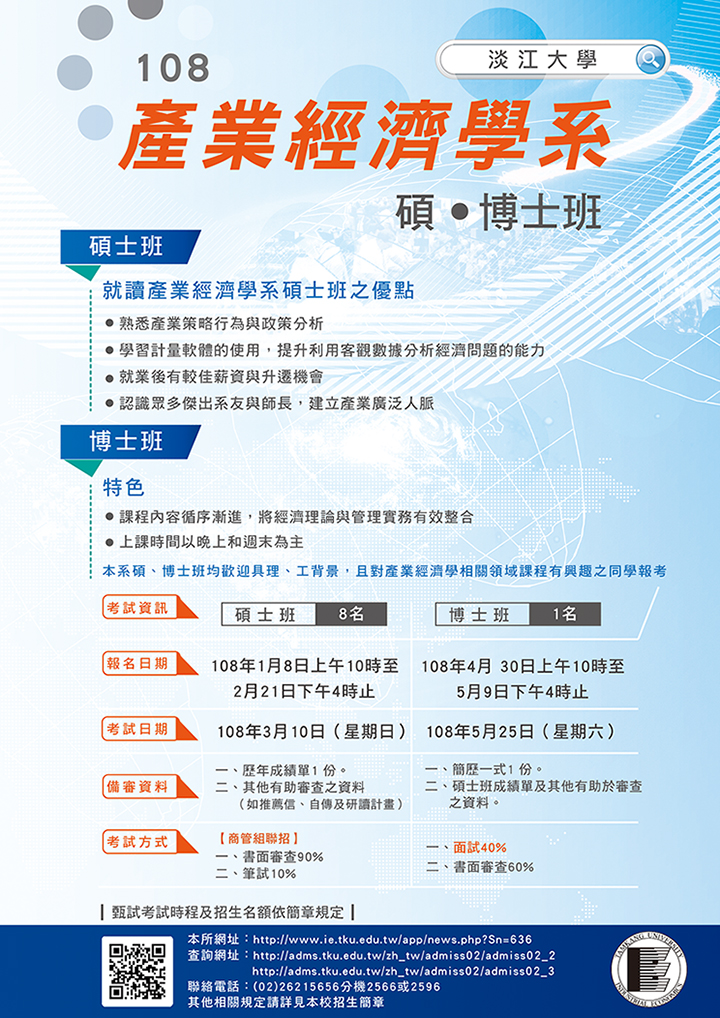 淡江大學
108
產業經濟學系
碩●博士班
碩士班
就讀產業經濟學系碩士班之優點
●熟悉產業策略行為與政策分析
●學習計量軟體的使用，提升利用客觀數據分析經濟問題的能力
●就業後有較佳薪資與升遷機會
●認識眾多傑出系友與師長，建立產業廣泛人脈
博士班
特色
●課程內容循序漸進，將經濟理論與管理實務有效整合
●上課時間以晚上和週末為主
本系碩、博士班均歡迎具理、工背景，且對產業經濟學相關領域課程有興趣之同學報考
考試資訊 碩士班 8名 博士班 1名
報名日期
108年1月8日上午10時至 108年4月 30日上午10時至
2月21日下午4時止 5月9日下午4時止
考試日期 108年3月10日（星期日） 108年5月25日（星期六）
備審資料
一、歷年成績單1 份。 一、簡歷一式1 份。
二、其他有助審查之資料 二、碩士班成績單及其他有助於審查
（如推薦信、自傳及研讀計畫） 之資料。
考試方式
【商管組聯招】
一、書面審查90% 一、面試40%
二、筆試10% 二、書面審查60%
| 甄試考試時程及招生名額依簡章規定 |
本所網址：http://www.ie.tku.edu.tw/app/news.php?Sn=636
查詢網址：http://adms.tku.edu.tw/zh_tw/admiss02/admiss02_2
http://adms.tku.edu.tw/zh_tw/admiss02/admiss02_3
聯絡電話：(02)26215656分機2566或2596
其他相關規定請詳見本校招生簡章
TAMKANG UNIVERSITY
INDUSTRIAL ECONOMICS